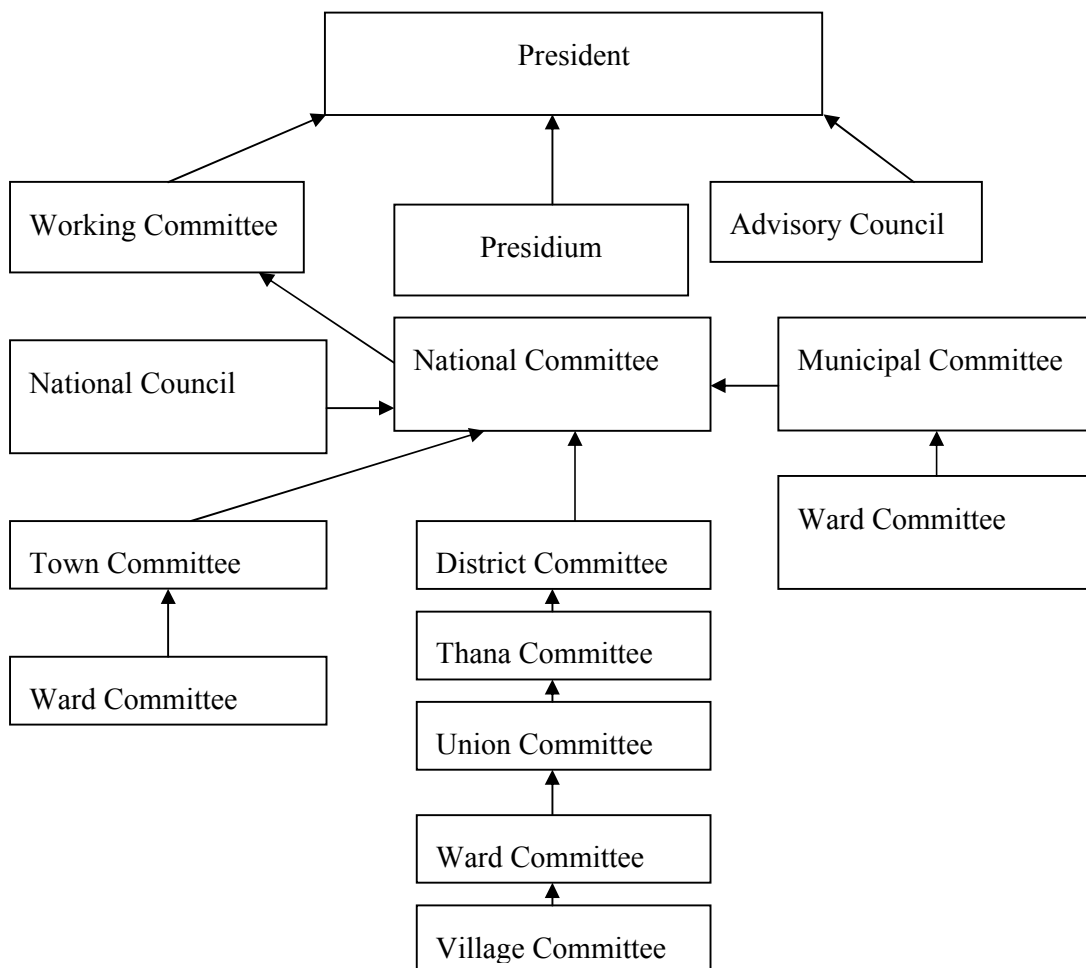 President
Working Committee
Presidium
Advisory Council
National Council
National Committee
Municipal Committee
Ward Committee
Town Committee
District Committee
Ward Committee
Thana Committee
Union Committee
Ward Committee
Village Committee